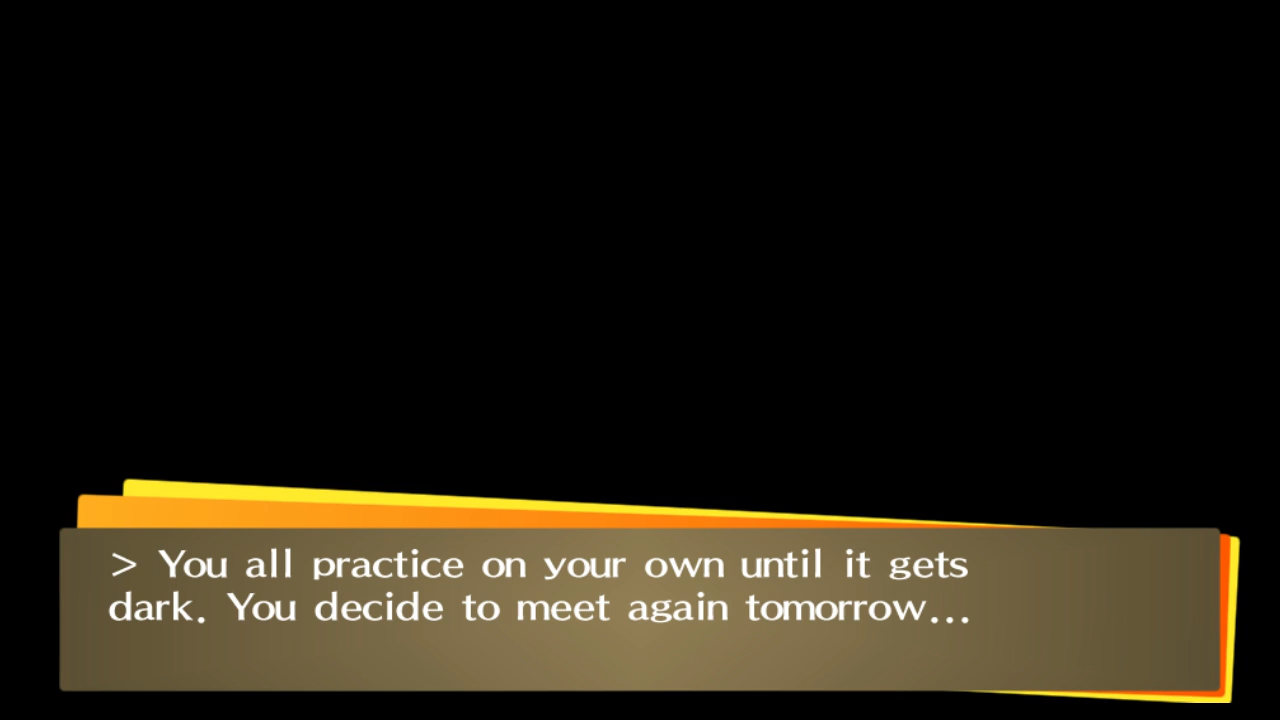 > You all practice on your own until it gets
dark. You decide to meet again tomorrow...